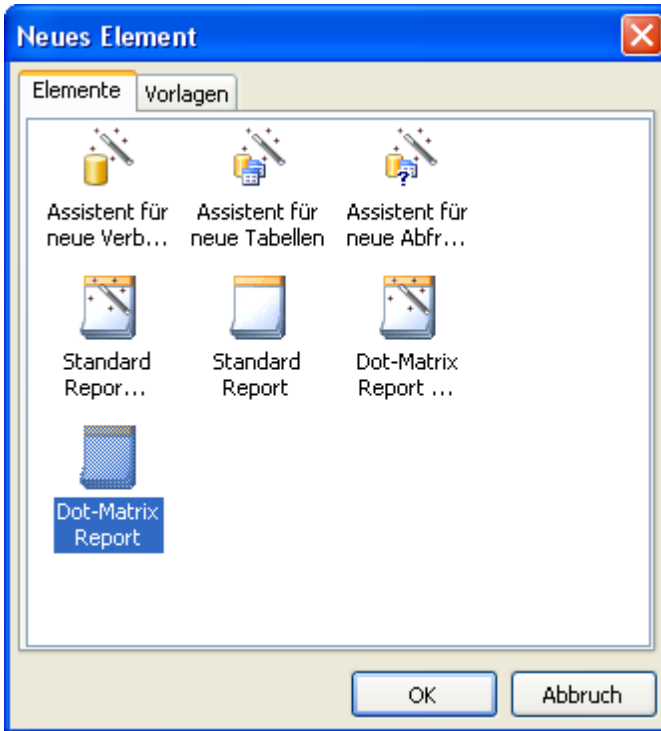 Neues Element
Elemente Vorlagen
Assistent für Assistent für Assistent für
neue Verb... neue Tabellen neue Abfr...
Standard Standard Dot-Matrix
Repor... Report Report ...
Dot-Matrix
Report
OK Abbruch